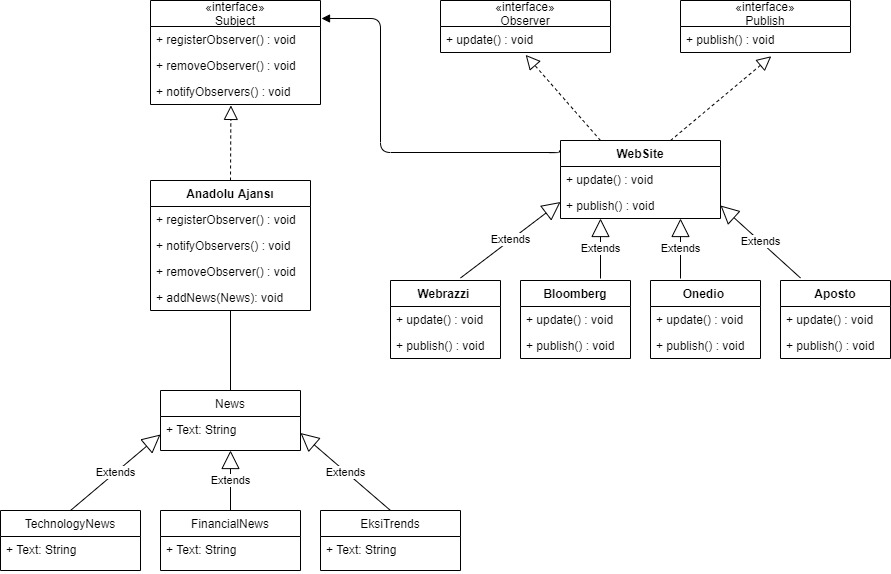 «interface»
Subject
+ registerObserver() : void
+ removeObserver() : void
+ notifyObservers() : void
«interface»
Observer
+ update() : void
«interface»
Publish
+ publish() : void
WebSite
+ update() : void
+ publish() : void
Anadolu Ajansı
+ registerObserver() : void
+ notifyObservers() : void
+ removeObserver() : void
+ addNews(News): void
Extends
Extends
Extends
Extends
Webrazzi
+ update() : void
+ publish() : void
Bloomberg
+ update() : void
+ publish() : void
Onedio
+ update() : void
+ publish() : void
Aposto
+ update() : void
+ publish() : void
News
+ Text: String
Extends
Extends
Extends
TechnologyNews
+ Text: String
FinancialNews
+ Text: String
EksiTrends
+ Text: String